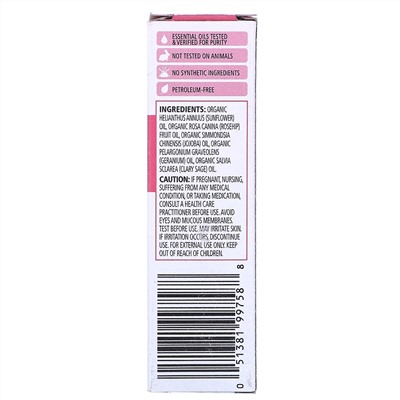 ESSENTIAL OILS TESTED
& VERIFIED FOR PURITY
NOT TESTED ON ANIMALS
NO SYNTHETIC INGREDIENTS
PETROLEUM-FREE
INGREDIENTS: ORGANIC
HELIANTHUS ANNUUS (SUNFLOWER)
OIL, ORGANIC ROSA CANINA (ROSEHIP)
FRUIT OIL, ORGANIC SIMMONDSIA
CHINENSIS (JOJOBA) OIL, ORGANIC
PELARGONIUM GRAVEOLENS
(GERANIUM) OIL, ORGANIC SALVIA
SCLAREA (CLARY SAGE) OIL.
CAUTION: IF PREGNANT, NURSING,
SUFFERING FROM ANY MEDICAL
CONDITION, OR TAKING MEDICATION,
CONSULT A HEALTH CARE
PRACTITIONER BEFORE USE. AVOID
EYES AND MUCOUS MEMBRANES.
TEST BEFORE USE. MAY IRRITATE SKIN.
IF IRRITATION OCCURS, DISCONTINUE
USE. FOR EXTERNAL USE ONLY. KEEP
OUT OF REACH OF CHILDREN.
0 51381 99758 8